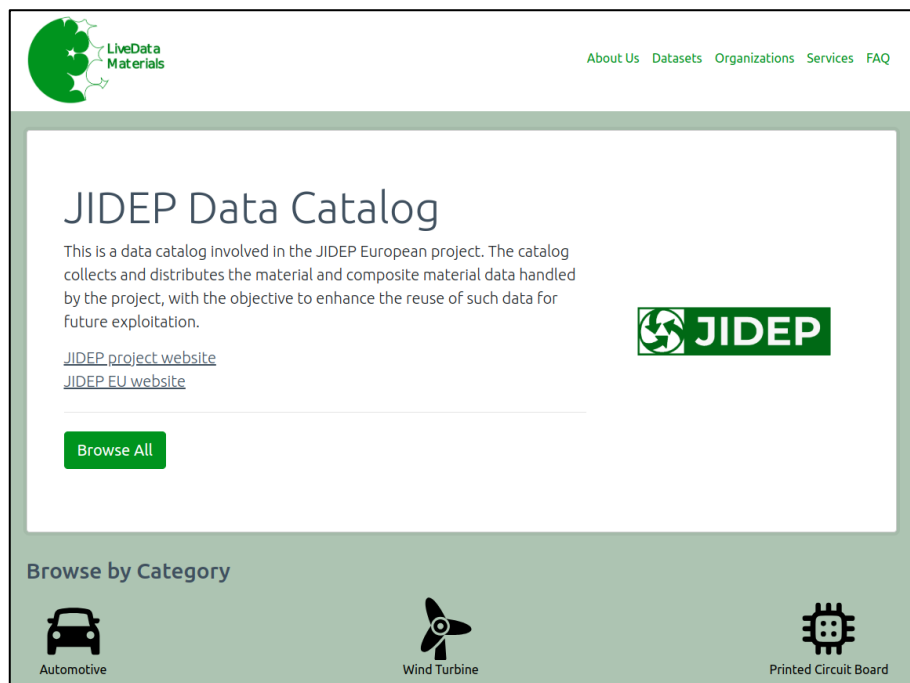 LiveData
Materials
About Us Datasets Organizations Services FAQ
JIDEP Data Catalog
This is a data catalog involved in the JIDEP European project. The catalog
collects and distributes the material and composite material data handled
by the project, with the objective to enhance the reuse of such data for
future exploitation.
JIDEP
JIDEP project website
JIDEP EU website
Browse All
Browse by Category
Automotive Wind Turbine Printed Circuit Board